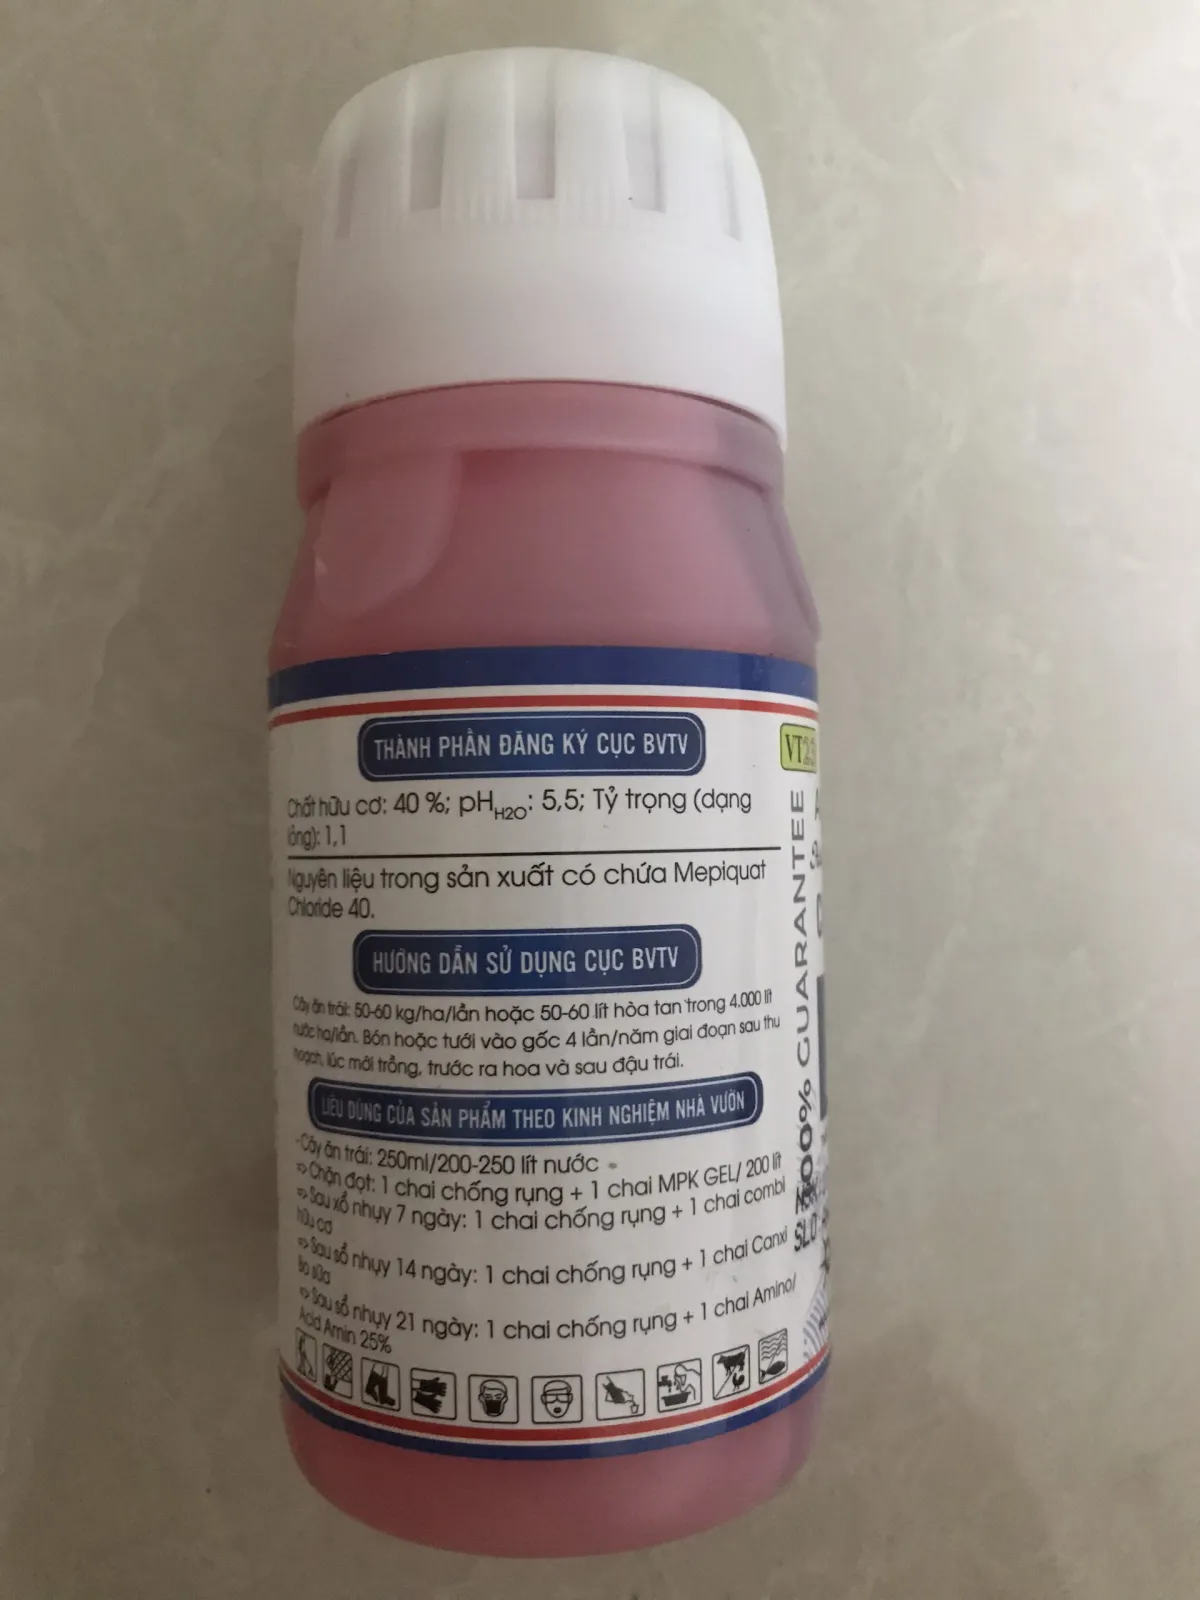 THÀNH PHẦN ĐĂNG KÝ CỤC BVTV
Chất hữu cơ: 40 %; pHH2O: 5,5; Tỷ trọng (dạng
lỏng): 1,1
Nguyên liệu trong sản xuất có chứa Mepiquat
Chloride 40.
HƯỚNG DẪN SỬ DỤNG CỤC BVTV
Cây ăn trái: 50-60 kg/ha/lần hoặc 50-60 lít hòa tan trong 4.000 lít
nước ha/lần. Bón hoặc tưới vào gốc 4 lần/năm giai đoạn sau thu
hoạch, lúc mới trồng, trước ra hoa và sau đậu trái.
LIỀU DÙNG CỦA SẢN PHẨM THEO KINH NGHIỆM NHÀ VƯỜN
-Cây ăn trái: 250ml/200-250 lít nước
=> Chặn đọt: 1 chai chống rụng + 1 chai MPK GEL/ 200 lít
=> Sau xổ nhụy 7 ngày: 1 chai chống rụng + 1 chai combi
hữu cơ
=> Sau sổ nhụy 14 ngày: 1 chai chống rụng + 1 chai Canxi
Bo sữa
=> Sau sổ nhụy 21 ngày: 1 chai chống rụng + 1 chai Amino/
Acid Amin 25%
VT
100% GUARANTEE